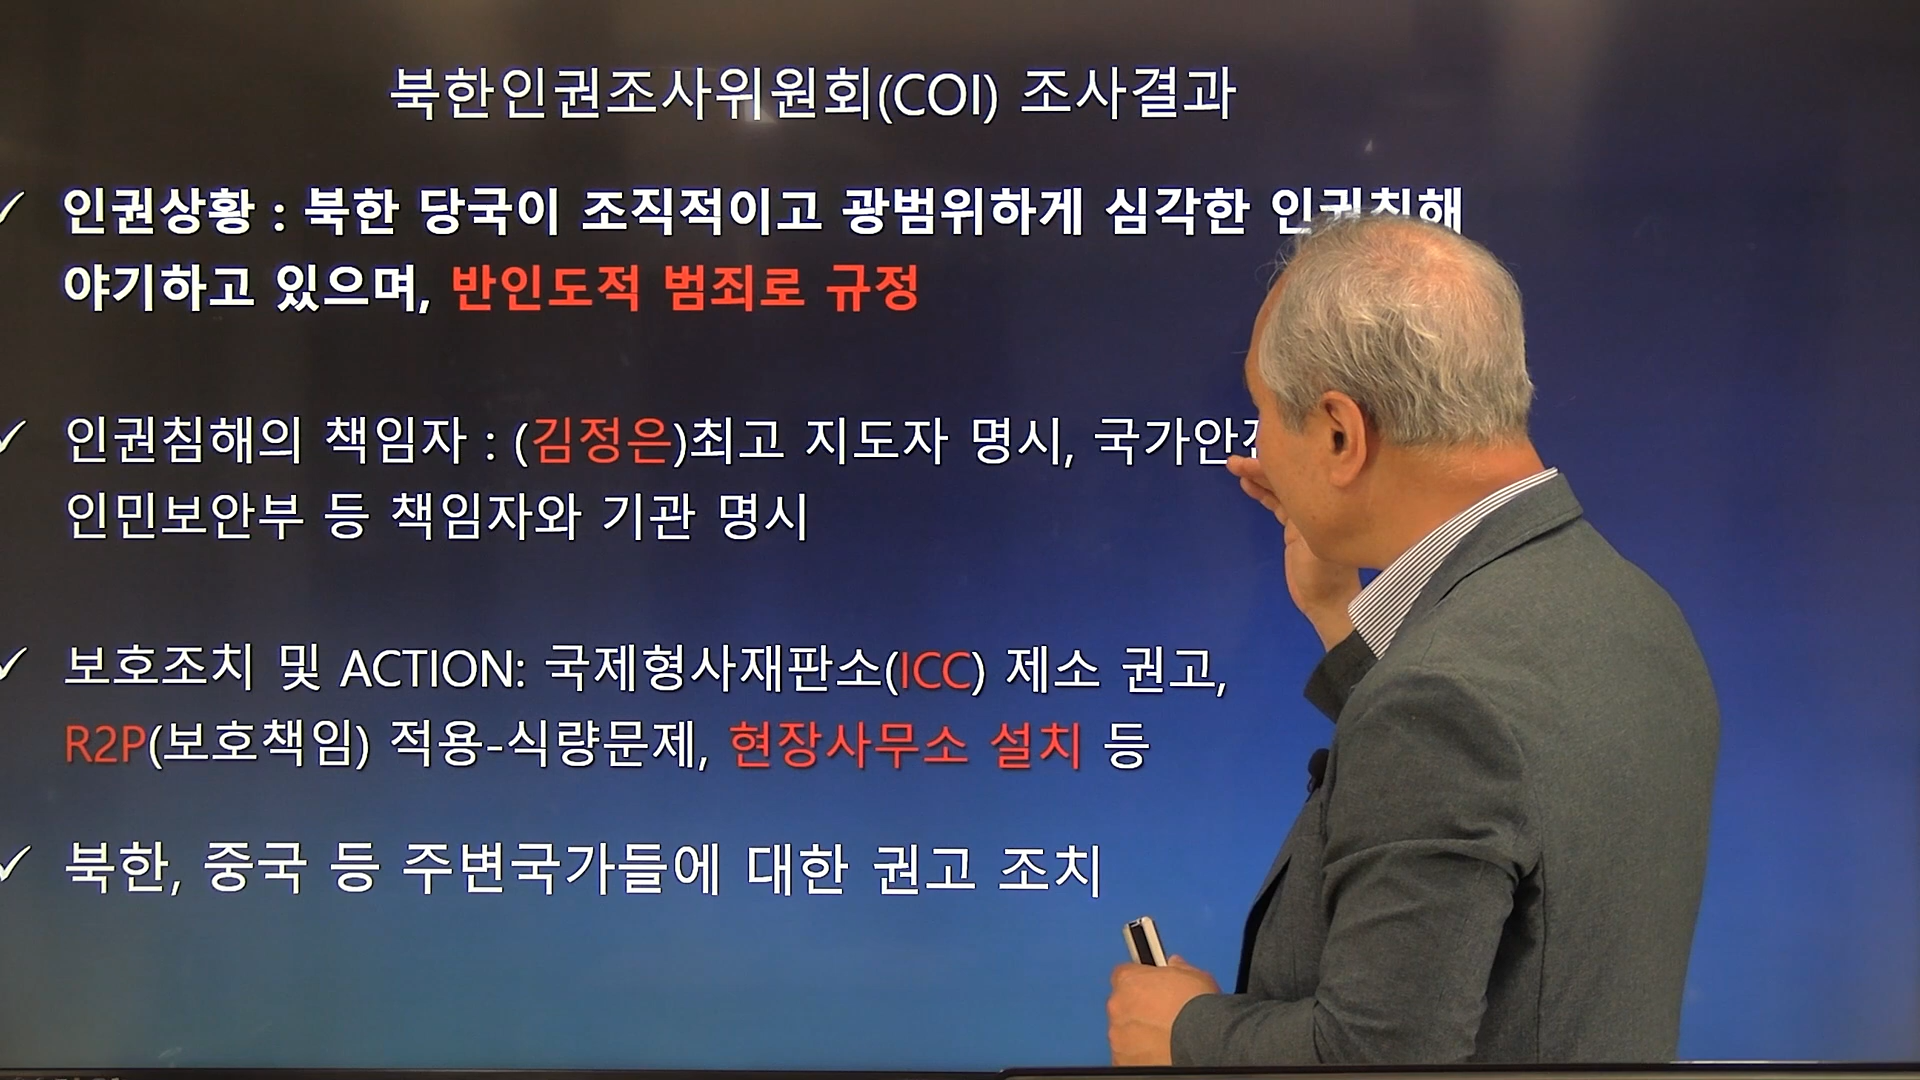 북한인권조사위원회(COI) 조사결과
✓ 인권상황 : 북한 당국이 조직적이고 광범위하게 심각한 인권침해
야기하고 있으며, 반인도적 범죄로 규정
✓ 인권침해의 책임자 : (김정은)최고 지도자 명시,
인민보안부 등 책임자와 기관 명시
✓ 보호조치 및 ACTION: 국제형사재판소(ICC) 제소 권고,
R2P(보호책임) 적용-식량문제, 현장사무소 설치 등
✓ 북한, 중국 등 주변국가들에 대한 권고 조치